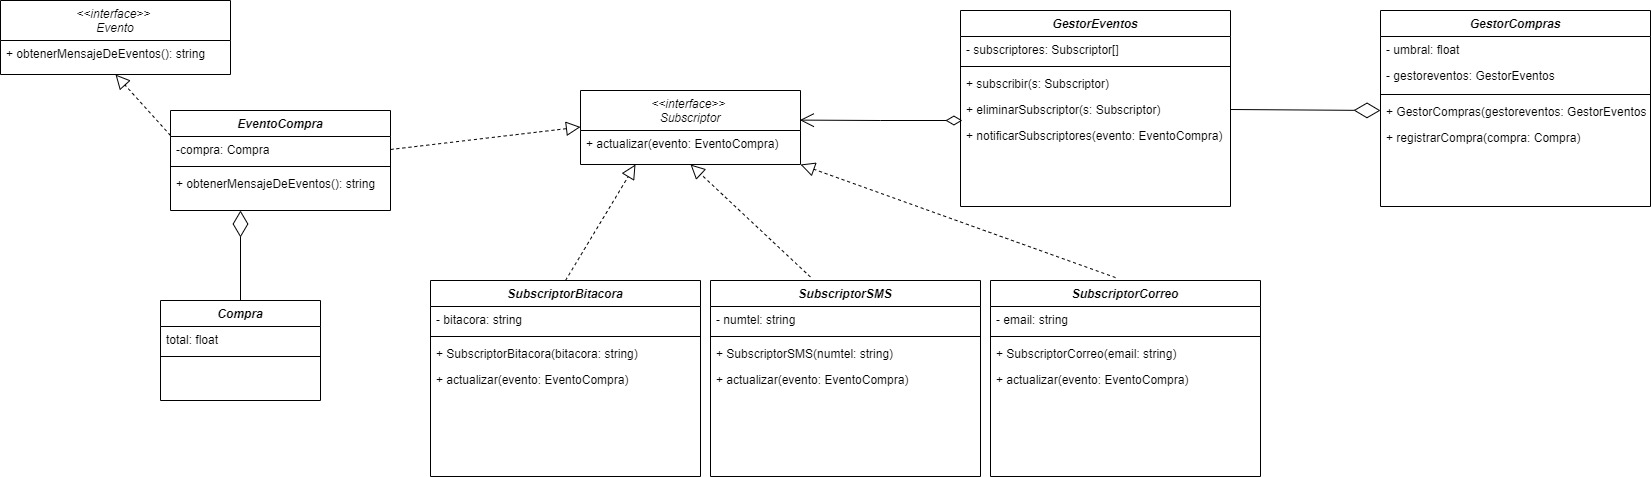 <<interface>>
Evento
+ obtenerMensajeDeEventos(): string
EventoCompra
-compra: Compra
+ obtenerMensajeDeEventos(): string
Compra
total: float
<<interface>>
Subscriptor
+ actualizar(evento: EventoCompra)
GestorEventos
- subscriptores: Subscriptor[]
+ subscribir(s: Subscriptor)
+ eliminarSubscriptor(s: Subscriptor)
+ notificarSubscriptores(evento: EventoCompra)
GestorCompras
- umbral: float
- gestoreventos: GestorEventos
+ GestorCompras(gestoreventos: GestorEventos
+ registrarCompra(compra: Compra)
SubscriptorBitacora
- bitacora: string
+ SubscriptorBitacora(bitacora: string)
+ actualizar(evento: EventoCompra)
SubscriptorSMS
- numtel: string
+ SubscriptorSMS(numtel: string)
+ actualizar(evento: EventoCompra)
SubscriptorCorreo
- email: string
+ SubscriptorCorreo(email: string)
+ actualizar(evento: EventoCompra)